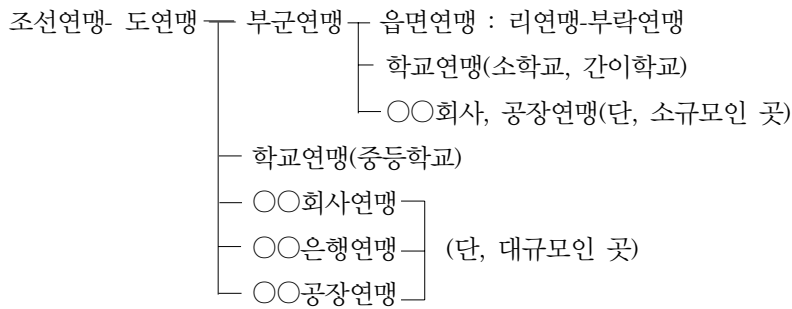 조선연맹- 도연맹 부군연맹 읍면연맹 : 리연맹-부락연맹
학교연맹(소학교, 간이학교)
○○회사, 공장연맹(단, 소규모인 곳)
학교연맹(중등학교)
○○회사연맹
○○은행연맹 (단, 대규모인 곳)
○○공장연맹